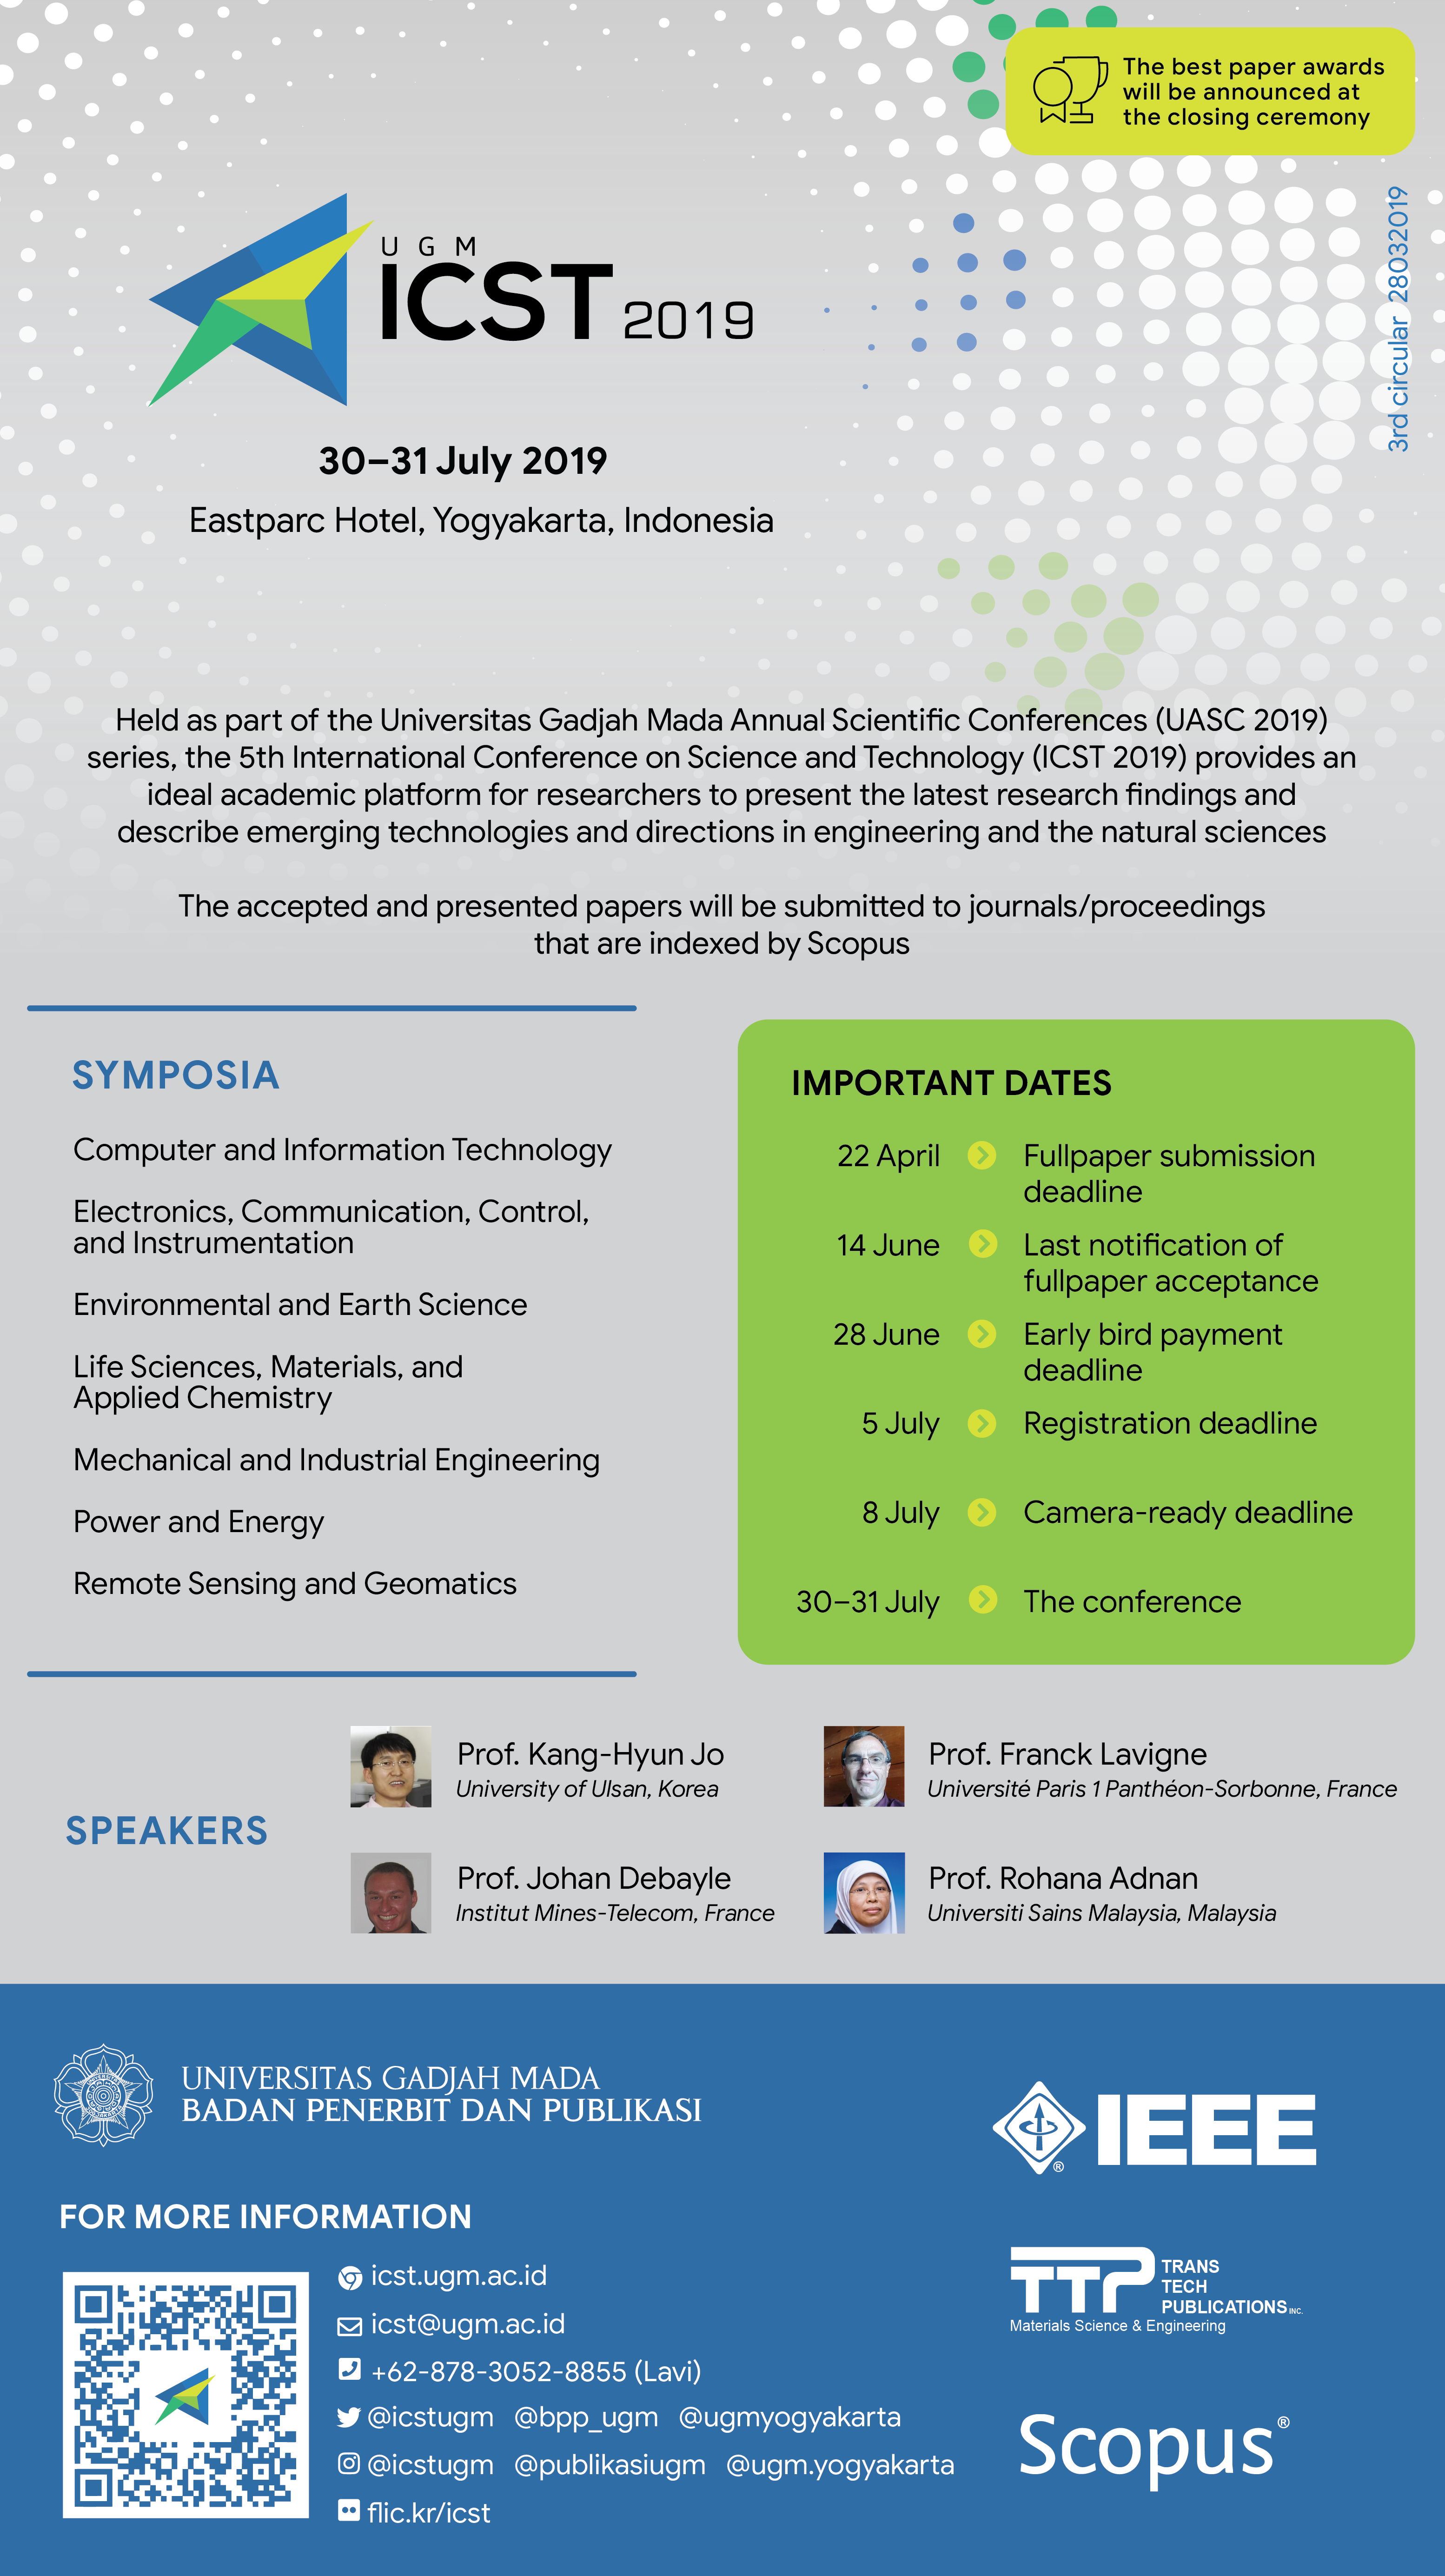 The best paper awards
will be announced at
the closing ceremony
3rd circular 28032019
UGM
ICST 2019
30–31 July 2019
Eastparc Hotel, Yogyakarta, Indonesia
Held as part of the Universitas Gadjah Mada Annual Scientific Conferences (UASC 2019)
series, the 5th International Conference on Science and Technology (ICST 2019) provides an
ideal academic platform for researchers to present the latest research findings and
describe emerging technologies and directions in engineering and the natural sciences
The accepted and presented papers will be submitted to journals/proceedings
that are indexed by Scopus
SYMPOSIA
Computer and Information Technology
Electronics, Communication, Control,
and Instrumentation
Environmental and Earth Science
Life Sciences, Materials, and
Applied Chemistry
Mechanical and Industrial Engineering
Power and Energy
Remote Sensing and Geomatics
IMPORTANT DATES
22 April Fullpaper submission
deadline
14 June Last notification of
fullpaper acceptance
28 June Early bird payment
deadline
5 July Registration deadline
8 July Camera-ready deadline
30–31 July The conference
SPEAKERS
Prof. Kang-Hyun Jo
University of Ulsan, Korea
Prof. Franck Lavigne
Université Paris 1 Panthéon-Sorbonne, France
Prof. Johan Debayle
Institut Mines-Telecom, France
Prof. Rohana Adnan
Universiti Sains Malaysia, Malaysia
UNIVERSITAS GADJAH MADA
BADAN PENERBIT DAN PUBLIKASI
FOR MORE INFORMATION
icst.ugm.ac.id
icst@ugm.ac.id
+62-878-3052-8855 (Lavi)
@icstugm @bpp_ugm @ugmyogyakarta
@icstugm @publikasiugm @ugm.yogyakarta
flic.kr/icst
IEEE®
TTP TRANS
TECH
PUBLICATIONS INC.
Materials Science & Engineering
Scopus®